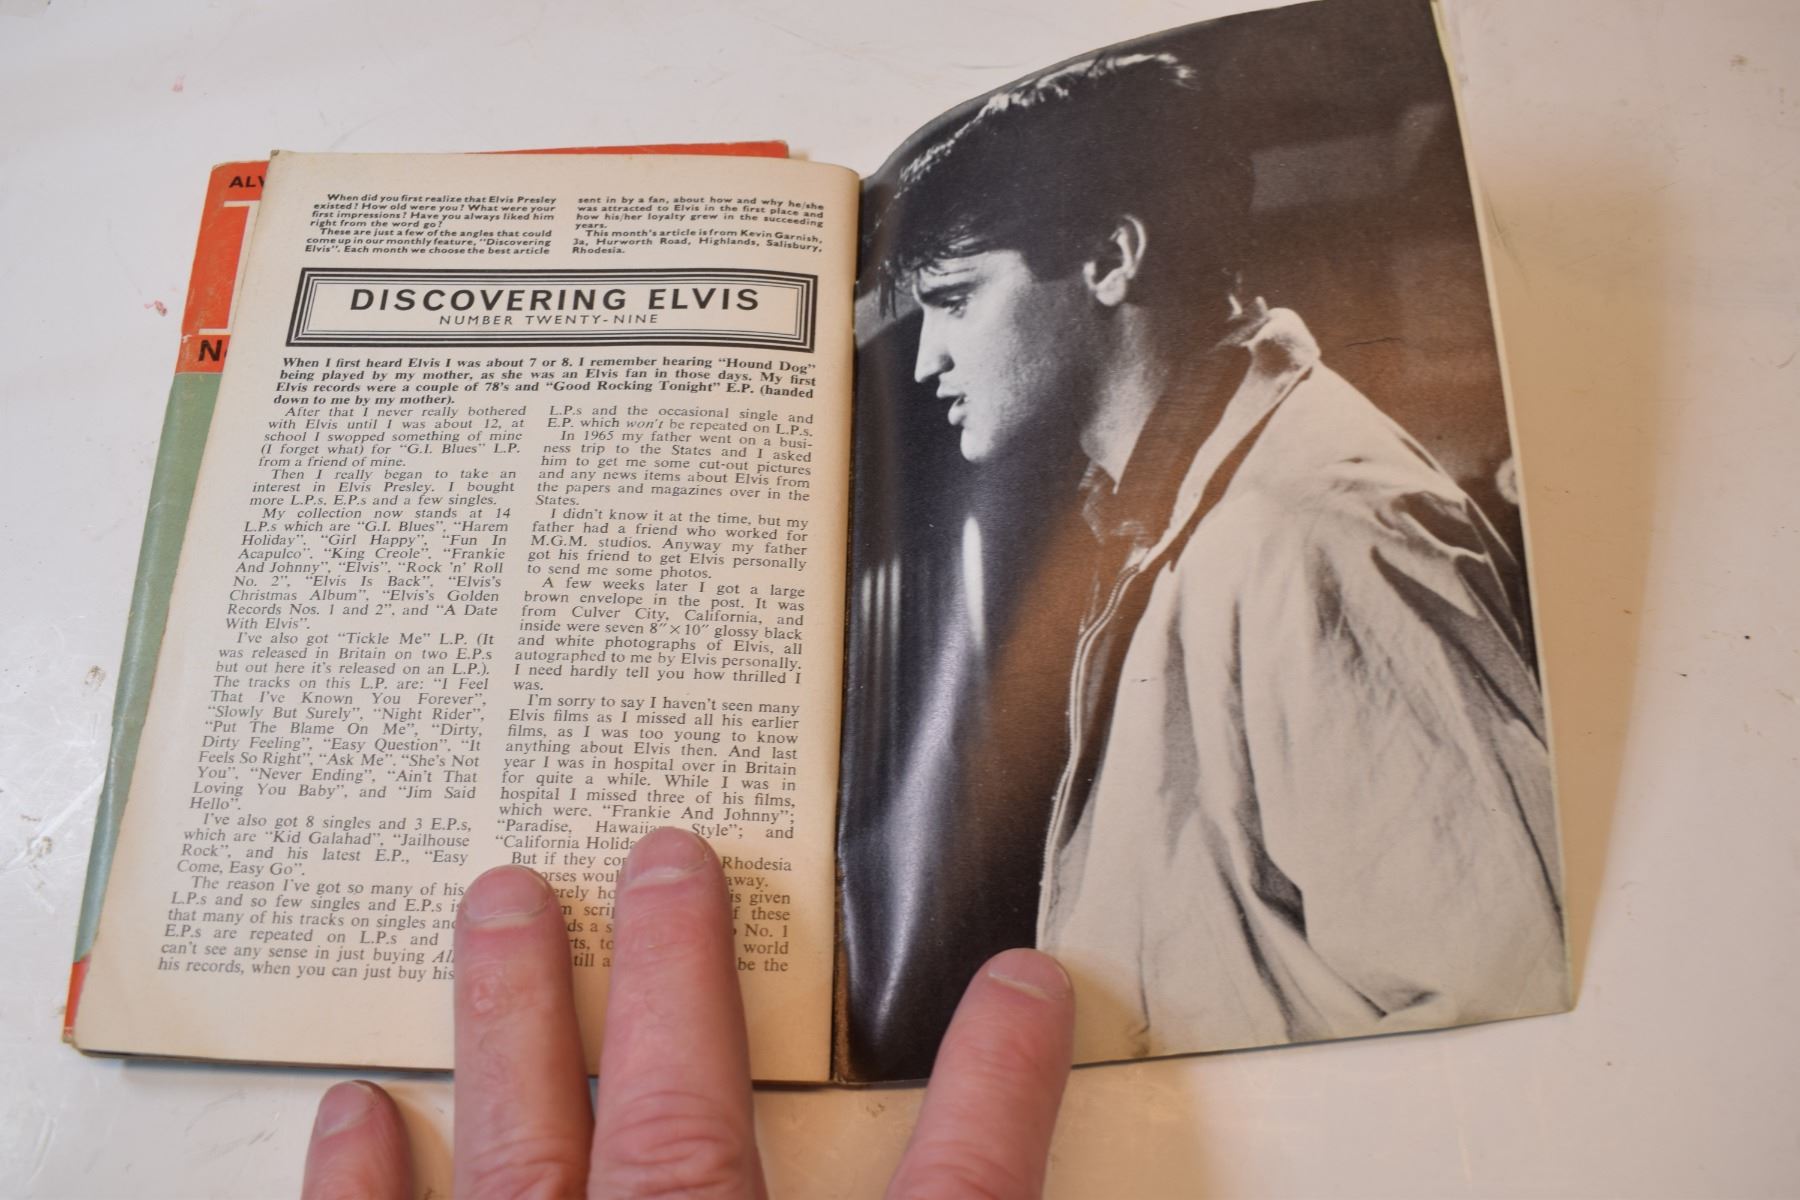 ALV
N
When did you first realize that Elvis Presley
existed? How old were you? What were your
first impressions? Have you always liked him
right from the word go?
These are just a few of the angles that could
come up in our monthly feature, "Discovering
Elvis". Each month we choose the best article
sent in by a fan, about how and why he/she
was attracted to Elvis in the first place and
how his/her loyalty grew in the succeeding
years.
This month's article is from Kevin Garnish,
3a, Hurworth Road, Highlands, Salisbury,
Rhodesia.
DISCOVERING ELVIS
NUMBER TWENTY-NINE
When I first heard Elvis I was about 7 or 8. I remember hearing "Hound Dog"
being played by my mother, as she was an Elvis fan in those days. My first
Elvis records were a couple of 78's and "Good Rocking Tonight" E.P. (handed
down to me by my mother).
After that I never really bothered
with Elvis until I was about 12, at
school I swopped something of mine
(I forget what) for "G.I. Blues" L.P.
from a friend of mine.
Then I really began to take an
interest in Elvis Presley. I bought
more L.P.s, E.P.s and a few singles.
My collection now stands at 14
L.P.s which are "G.I. Blues", "Harem
Holiday", "Girl Happy", "Fun In
Acapulco", "King Creole", "Frankie
And Johnny", "Elvis", "Rock 'n' Roll
No. 2", "Elvis Is Back", "Elvis's
Christmas Album", "Elvis's Golden
Records Nos. 1 and 2", and "A Date
With Elvis".
I've also got "Tickle Me" L.P. (It
was released in Britain on two E.P.s
but out here it's released on an L.P.).
The tracks on this L.P. are: "I Feel
That I've Known You Forever",
"Slowly But Surely", "Night Rider",
"Put The Blame On Me", "Dirty,
Dirty Feeling", "Easy Question", "It
Feels So Right", "Ask Me", "She's Not
You", "Never Ending", "Ain't That
Loving You Baby", and "Jim Said
Hello".
I've also got 8 singles and 3 E.P.s,
which are "Kid Galahad", "Jailhouse
Rock", and his latest E.P., "Easy
Come, Easy Go".
The reason I've got so many of his
L.P.s and so few singles and E.P.s is
that many of his tracks on singles and
E.P.s are repeated on L.P.s and
can't see any sense in just buying All
his records, when you can just buy his
L.P.s and the occasional single and
E.P. which won't be repeated on L.P.s.
In 1965 my father went on a busi-
ness trip to the States and I asked
him to get me some cut-out pictures
and any news items about Elvis from
the papers and magazines over in the
States.
I didn't know it at the time, but my
father had a friend who worked for
M.G.M. studios. Anyway my father
got his friend to get Elvis personally
to send me some photos.
A few weeks later I got a large
brown envelope in the post. It was
from Culver City, California, and
inside were seven 8" × 10" glossy black
and white photographs of Elvis, all
autographed to me by Elvis personally.
I need hardly tell you how thrilled I
was.
I'm sorry to say I haven't seen many
Elvis films as I missed all his earlier
films, as I was too young to know
anything about Elvis then. And last
year I was in hospital over in Britain
for quite a while. While I was in
hospital I missed three of his films,
which were. "Frankie And Johnny";
"Paradise, Hawaiian Style"; and
"California Holida
But if they co Rhodesia
orses woul away.
erely ho is given
m scrip f these
ds a s No. 1
rts, to world
till a be the